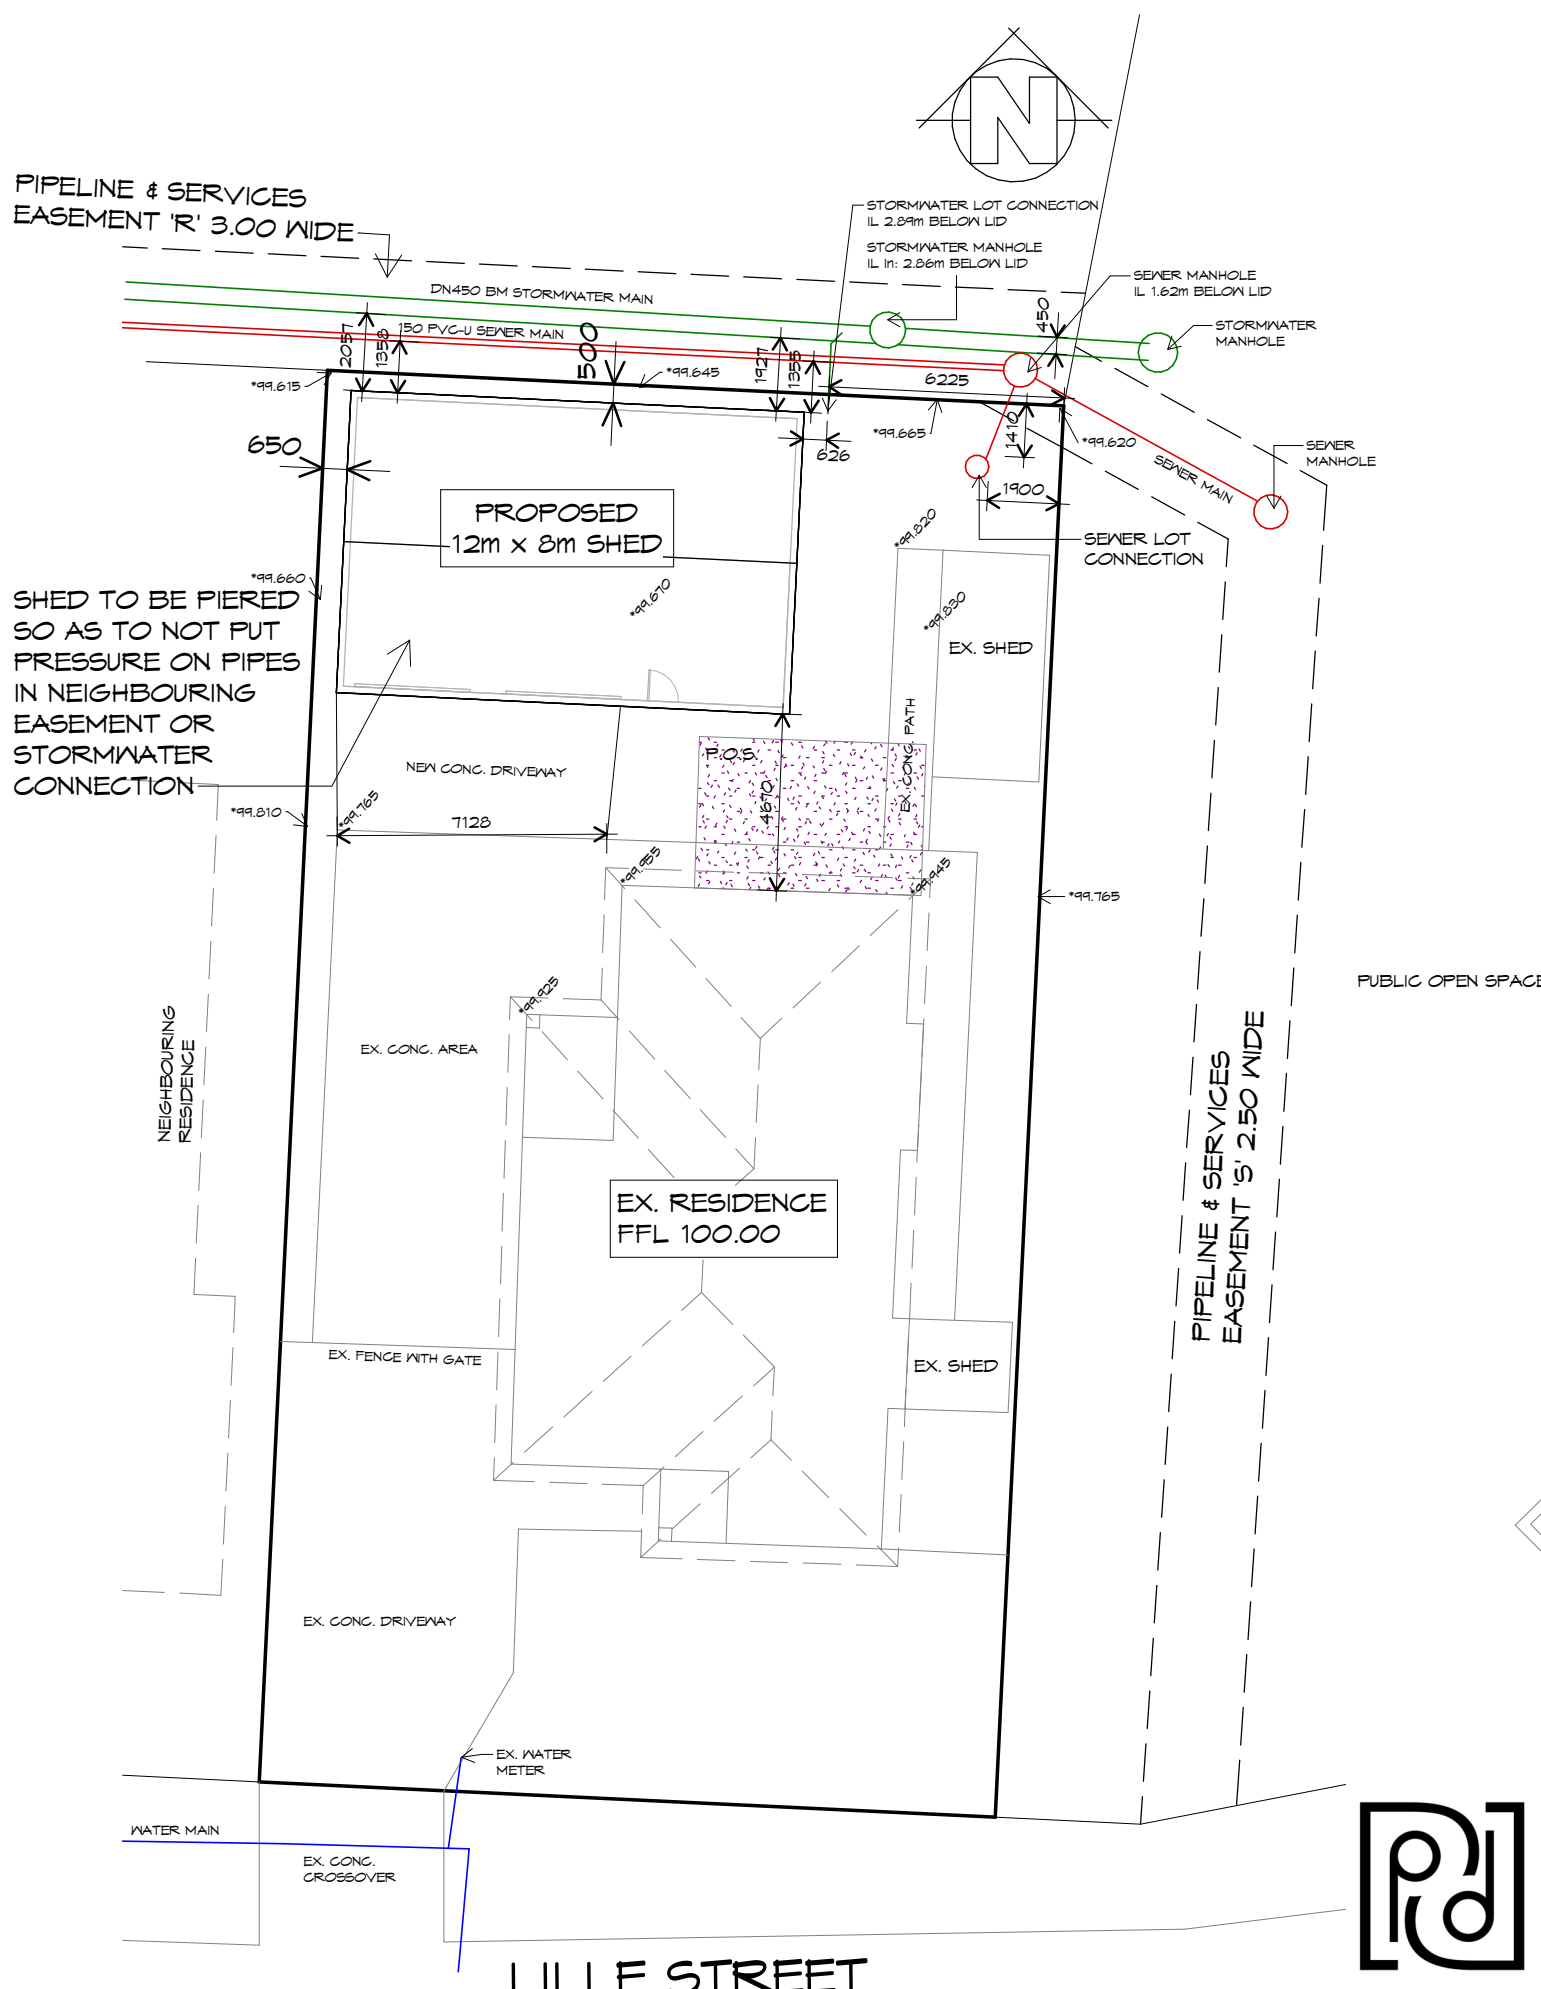 N
PIPELINE & SERVICES
EASEMENT 'R' 3.00 WIDE
STORMWATER LOT CONNECTION
IL 2.89m BELOW LID
STORMWATER MANHOLE
IL In: 2.86m BELOW LID
SEWER MANHOLE
IL 1.62m BELOW LID
DN450 BM STORMWATER MAIN
150 PVC-U SEWER MAIN
450
STORMWATER
MANHOLE
2057
1358
500
1927
1355
6225
*99.615
*99.645
*99.665
*99.620
1410
626
650
SEWER MAIN
SEWER
MANHOLE
1900
PROPOSED
12m x 8m SHED
*99.820
SEWER LOT
CONNECTION
*99.660
*99.670
*99.830
SHED TO BE PIERED
SO AS TO NOT PUT
PRESSURE ON PIPES
IN NEIGHBOURING
EASEMENT OR
STORMWATER
CONNECTION
EX. SHED
EX. CONC. PATH
P.O.S.
NEW CONC. DRIVEWAY
4670
*99.810
*99.765
7128
*99.955
*99.945
*99.765
*99.925
PUBLIC OPEN SPACE
NEIGHBOURING
RESIDENCE
EX. CONC. AREA
PIPELINE & SERVICES
EASEMENT 'S' 2.50 WIDE
EX. RESIDENCE
FFL 100.00
EX. FENCE WITH GATE
EX. SHED
EX. CONC. DRIVEWAY
EX. WATER
METER
WATER MAIN
EX. CONC.
CROSSOVER
LILLE STREET
pd